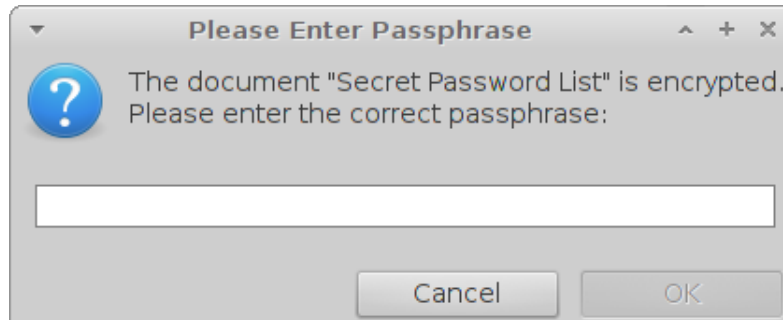 Please Enter Passphrase
The document "Secret Password List" is encrypted.
Please enter the correct passphrase:
Cancel
OK